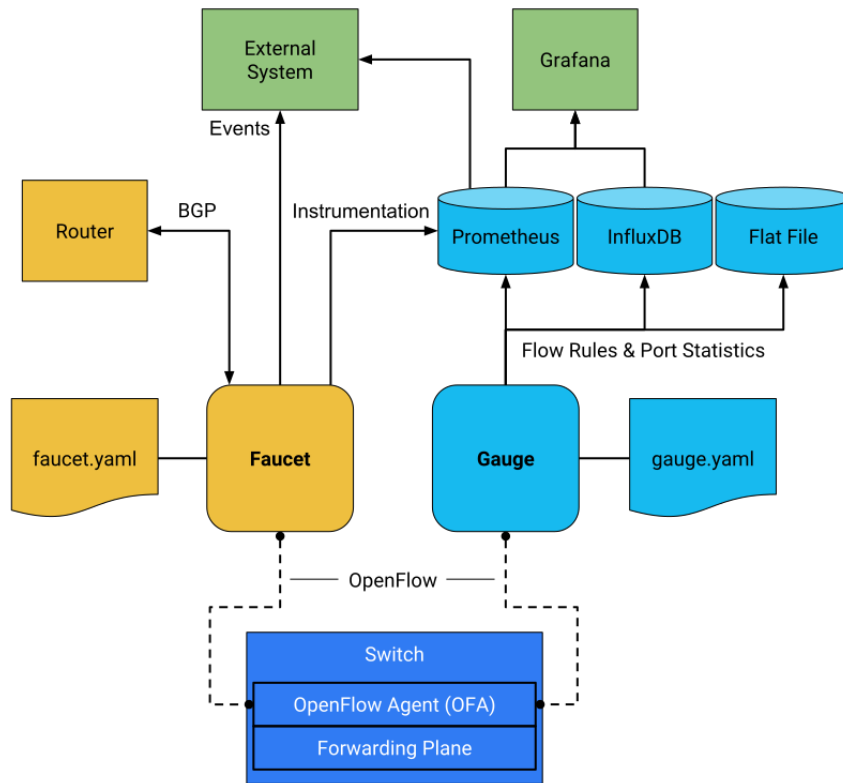 External
System
Grafana
Events
Router
BGP
Instrumentation
Prometheus
InfluxDB
Flat File
Flow Rules & Port Statistics
faucet.yaml
Faucet
Gauge
gauge.yaml
OpenFlow
Switch
OpenFlow Agent (OFA)
Forwarding Plane